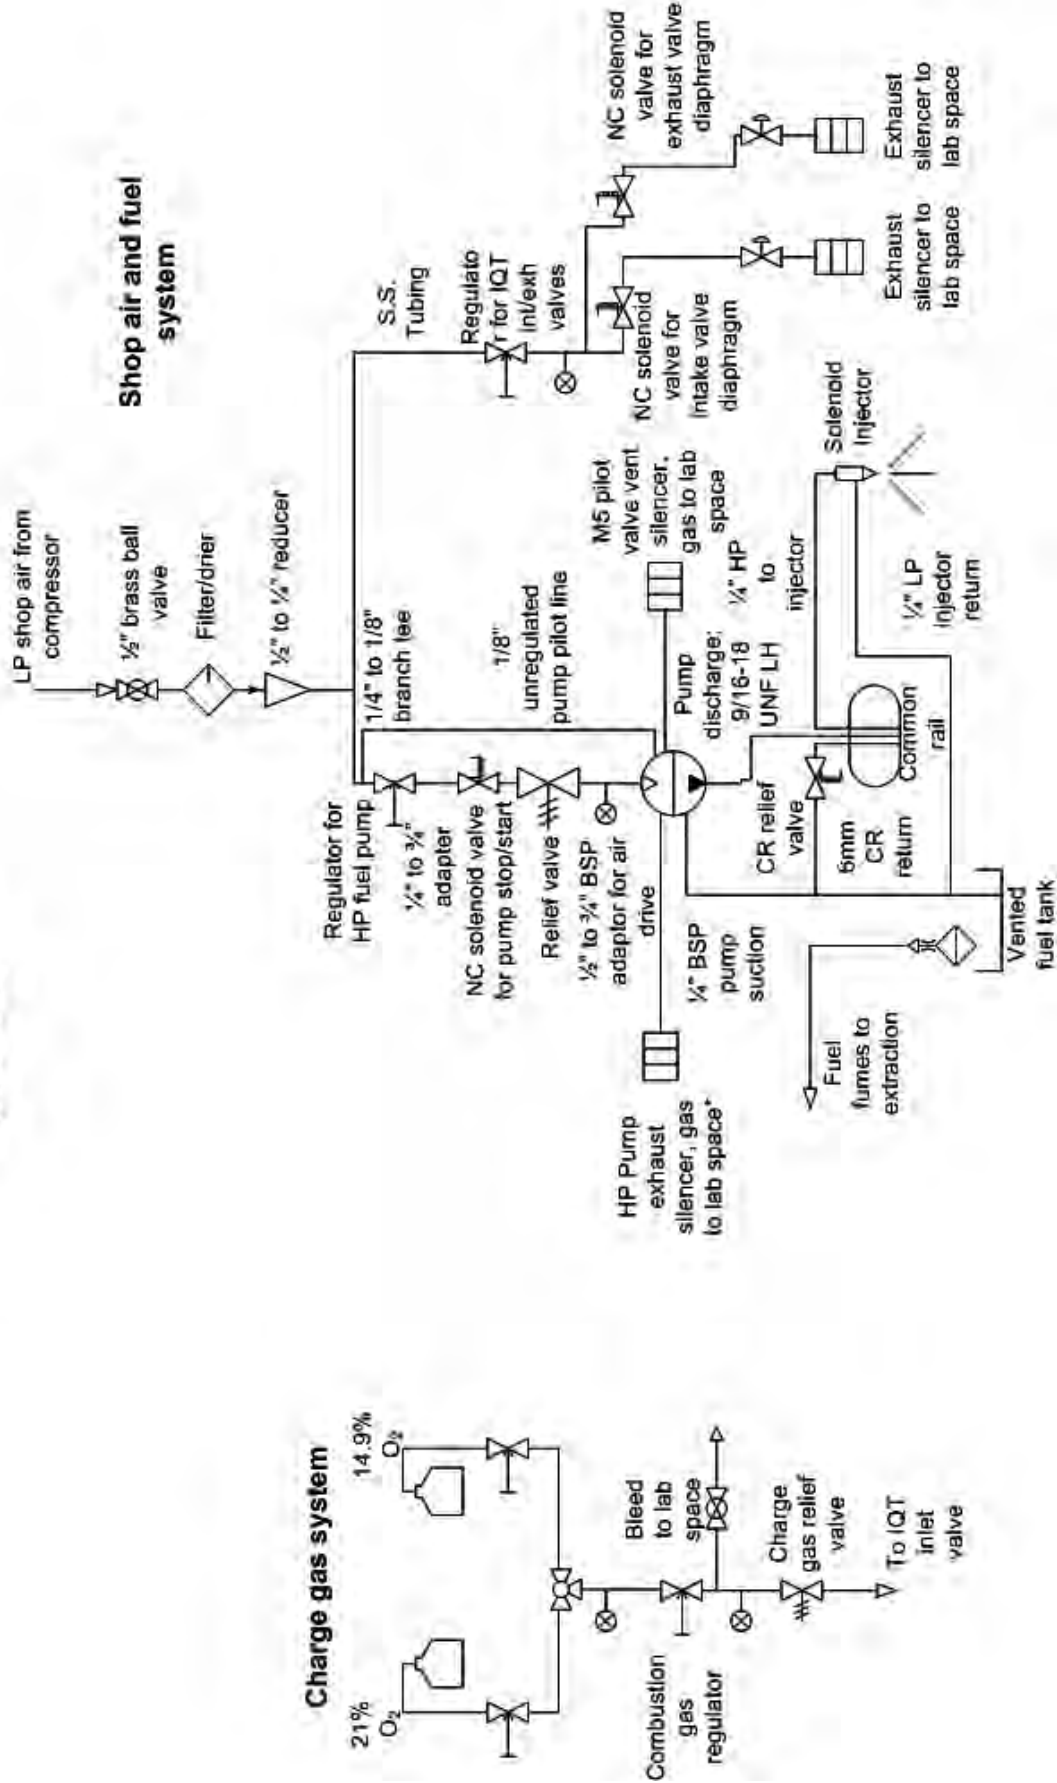 Shop air and fuel
system
LP shop air from
compressor
½" brass ball
valve
Filter/drier
½" to ¼" reducer
1/4" to 1/8"
branch tee
1/8"
unregulated
pump pilot line
Regulator for
HP fuel pump
¼" to ¾"
adapter
NC solenoid valve
for pump stop/start
Relief valve
½" to ¾" BSP
adaptor for air
drive
HP Pump
exhaust
silencer, gas
to lab space*
¼" BSP
pump
suction
M5 pilot
valve vent
silencer.
gas to lab
space
Pump
discharge:
9/16-18
UNF LH
¼" HP
to
injector
CR relief
valve
6mm
CR
return
Common
rail
Solenoid
Injector
¼" LP
Injector
return
Vented
fuel tank
Fuel
fumes to
extraction
S.S.
Tubing
Regulato
r for IQT
int/exh
valves
NC solenoid
valve for
Intake valve
diaphragm
NC solenoid
valve for
exhaust valve
diaphragm
Exhaust
silencer to
lab space
Exhaust
silencer to
lab space
Charge gas system
21%
O₂
14.9%
O₂
Combustion
gas
regulator
Bleed
to lab
space
Charge
gas relief
valve
To IQT
inlet
valve